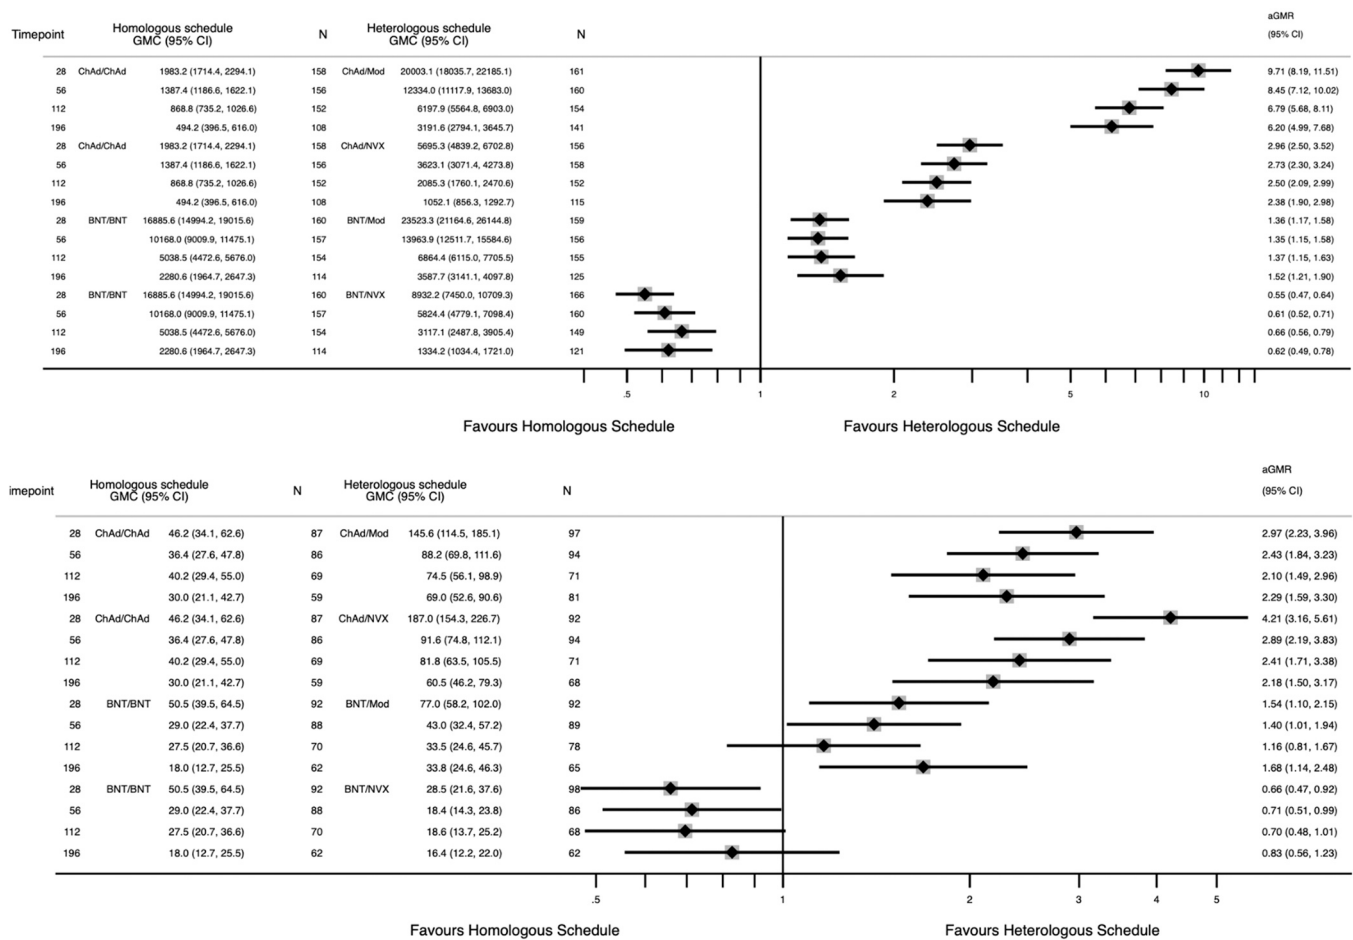 aGMR
Timepoint Homologous schedule N Heterologous schedule N (95% CI)
GMC (95% CI) GMC (95% CI)
28 ChAd/ChAd 1983.2 (1714.4, 2294.1) 158 ChAd/Mod 20003.1 (18035.7, 22185.1) 161 9.71 (8.19, 11.51)
56 1387.4 (1186.6, 1622.1) 156 12334.0 (11117.9, 13683.0) 160 8.45 (7.12, 10.02)
112 868.8 (735.2, 1026.6) 152 6197.9 (5564.8, 6903.0) 154 6.79 (5.68, 8.11)
196 494.2 (396.5, 616.0) 108 3191.6 (2794.1, 3645.7) 141 6.20 (4.99, 7.68)
28 ChAd/ChAd 1983.2 (1714.4, 2294.1) 158 ChAd/NVX 5695.3 (4839.2, 6702.8) 156 2.96 (2.50, 3.52)
56 1387.4 (1186.6, 1622.1) 156 3623.1 (3071.4, 4273.8) 158 2.73 (2.30, 3.24)
112 868.8 (735.2, 1026.6) 152 2085.3 (1760.1, 2470.6) 152 2.50 (2.09, 2.99)
196 494.2 (396.5, 616.0) 108 1052.1 (856.3, 1292.7) 115 2.38 (1.90, 2.98)
28 BNT/BNT 16885.6 (14994.2, 19015.6) 160 BNT/Mod 23523.3 (21164.6, 26144.8) 159 1.36 (1.17, 1.58)
56 10168.0 (9009.9, 11475.1) 157 13963.9 (12511.7, 15584.6) 156 1.35 (1.15, 1.58)
112 5038.5 (4472.6, 5676.0) 154 6864.4 (6115.0, 7705.5) 155 1.37 (1.15, 1.63)
196 2280.6 (1964.7, 2647.3) 114 3587.7 (3141.1, 4097.8) 125 1.52 (1.21, 1.90)
28 BNT/BNT 16885.6 (14994.2, 19015.6) 160 BNT/NVX 8932.2 (7450.0, 10709.3) 166 0.55 (0.47, 0.64)
56 10168.0 (9009.9, 11475.1) 157 5824.4 (4779.1, 7098.4) 160 0.61 (0.52, 0.71)
112 5038.5 (4472.6, 5676.0) 154 3117.1 (2487.8, 3905.4) 149 0.66 (0.56, 0.79)
196 2280.6 (1964.7, 2647.3) 114 1334.2 (1034.4, 1721.0) 121 0.62 (0.49, 0.78)
.5 1 2 5 10
Favours Homologous Schedule Favours Heterologous Schedule
aGMR
imepoint Homologous schedule N Heterologous schedule N (95% CI)
GMC (95% CI) GMC (95% CI)
28 ChAd/ChAd 46.2 (34.1, 62.6) 87 ChAd/Mod 145.6 (114.5, 185.1) 97 2.97 (2.23, 3.96)
56 36.4 (27.6, 47.8) 86 88.2 (69.8, 111.6) 94 2.43 (1.84, 3.23)
112 40.2 (29.4, 55.0) 69 74.5 (56.1, 98.9) 71 2.10 (1.49, 2.96)
196 30.0 (21.1, 42.7) 59 69.0 (52.6, 90.6) 81 2.29 (1.59, 3.30)
28 ChAd/ChAd 46.2 (34.1, 62.6) 87 ChAd/NVX 187.0 (154.3, 226.7) 92 4.21 (3.16, 5.61)
56 36.4 (27.6, 47.8) 86 91.6 (74.8, 112.1) 94 2.89 (2.19, 3.83)
112 40.2 (29.4, 55.0) 69 81.8 (63.5, 105.5) 71 2.41 (1.71, 3.38)
196 30.0 (21.1, 42.7) 59 60.5 (46.2, 79.3) 68 2.18 (1.50, 3.17)
28 BNT/BNT 50.5 (39.5, 64.5) 92 BNT/Mod 77.0 (58.2, 102.0) 92 1.54 (1.10, 2.15)
56 29.0 (22.4, 37.7) 88 43.0 (32.4, 57.2) 89 1.40 (1.01, 1.94)
112 27.5 (20.7, 36.6) 70 33.5 (24.6, 45.7) 78 1.16 (0.81, 1.67)
196 18.0 (12.7, 25.5) 62 33.8 (24.6, 46.3) 65 1.68 (1.14, 2.48)
28 BNT/BNT 50.5 (39.5, 64.5) 92 BNT/NVX 28.5 (21.6, 37.6) 98 0.66 (0.47, 0.92)
56 29.0 (22.4, 37.7) 88 18.4 (14.3, 23.8) 86 0.71 (0.51, 0.99)
112 27.5 (20.7, 36.6) 70 18.6 (13.7, 25.2) 68 0.70 (0.48, 1.01)
196 18.0 (12.7, 25.5) 62 16.4 (12.2, 22.0) 62 0.83 (0.56, 1.23)
.5 1 2 3 4 5
Favours Homologous Schedule Favours Heterologous Schedule